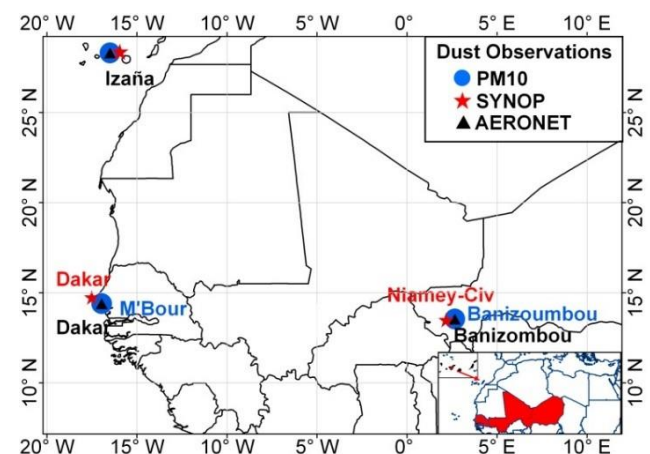 20° W 15° W 10° W 5° W 0° 5° E 10° E
Dust Observations
PM10
SYNOP
AERONET
Izaña
25° N 25° N
20° N 20° N
15° N 15° N
Dakar
M'Bour
Dakar
Niamey-Civ
Banizoumbou
Banizombou
10° N 10° N
20° W 15° W 10° W 5° W 0° 5° E 10° E